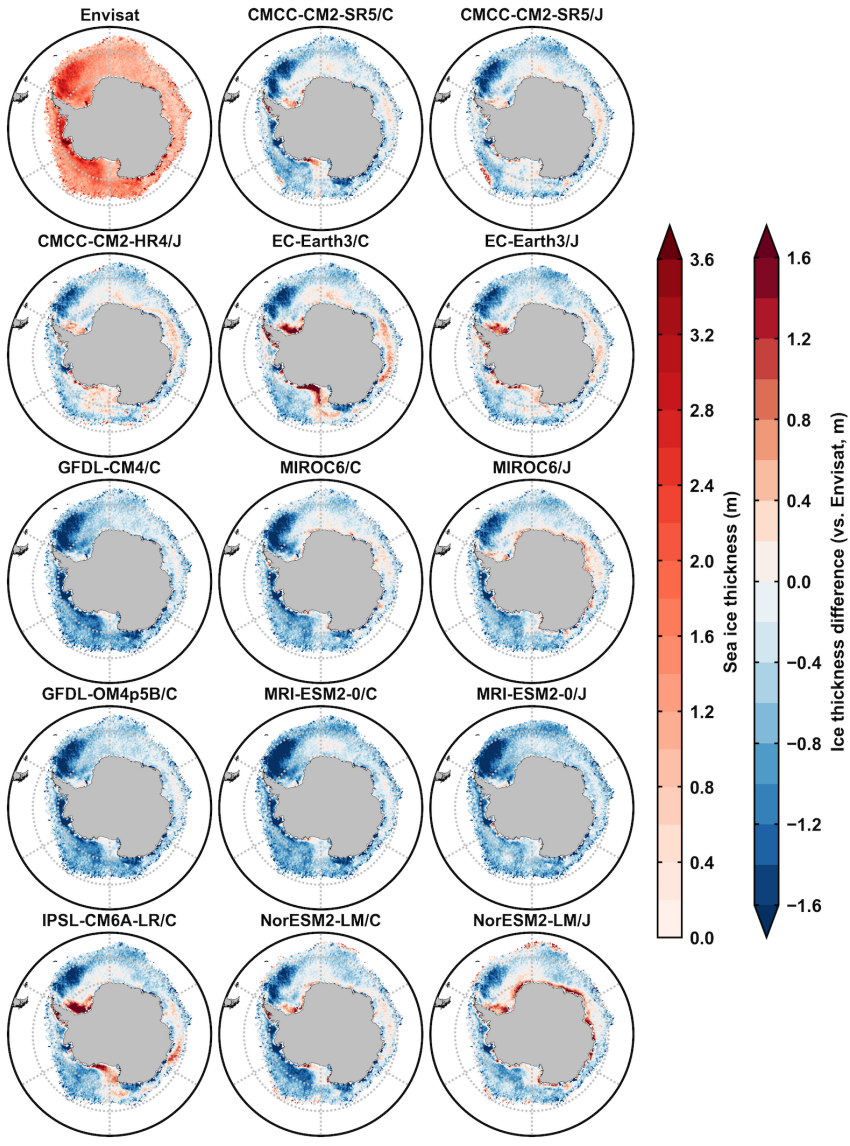 Envisat
CMCC-CM2-SR5/C
CMCC-CM2-SR5/J
CMCC-CM2-HR4/J
EC-Earth3/C
EC-Earth3/J
GFDL-CM4/C
MIROC6/C
MIROC6/J
GFDL-OM4p5B/C
MRI-ESM2-0/C
MRI-ESM2-0/J
IPSL-CM6A-LR/C
NorESM2-LM/C
NorESM2-LM/J
3.6
3.2
2.8
2.4
2.0
1.6
1.2
0.8
0.4
0.0
Sea ice thickness (m)
1.6
1.2
0.8
0.4
0.0
−0.4
−0.8
−1.2
−1.6
Ice thickness difference (vs. Envisat, m)